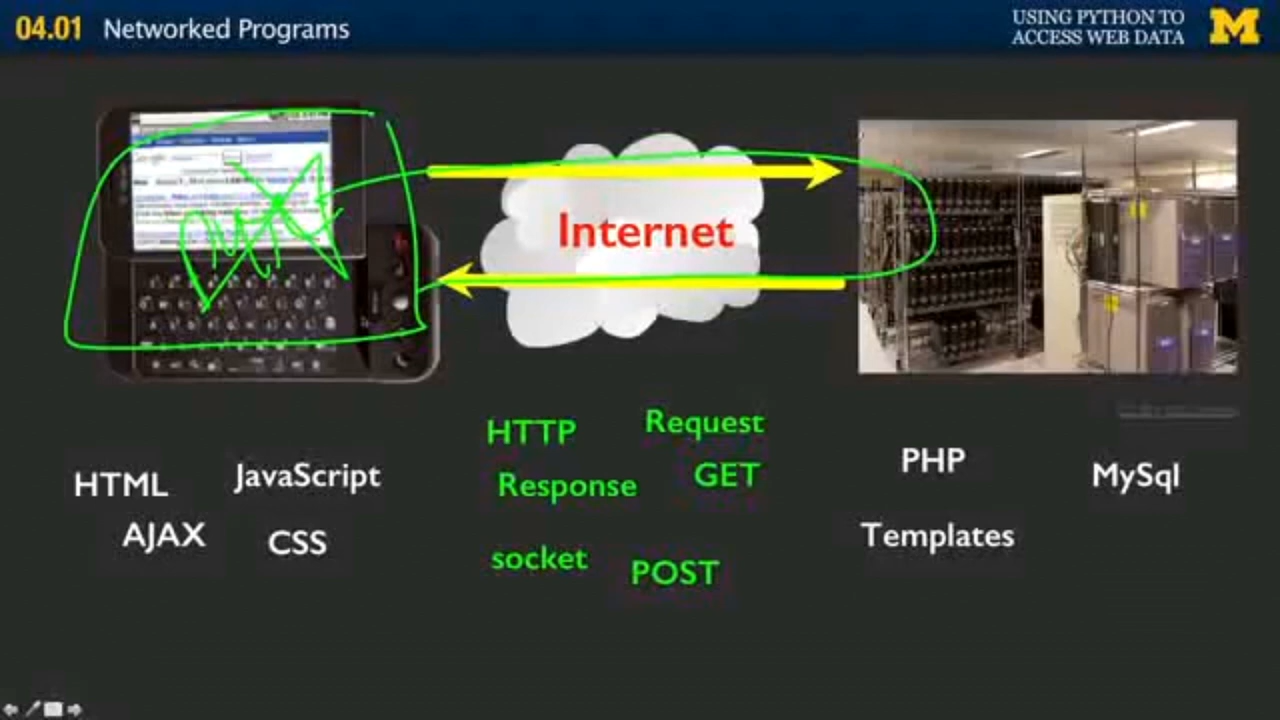 04.01 Networked Programs
USING PYTHON TO
ACCESS WEB DATA
M
Google
Internet
HTTP
Request
Response
GET
socket
POST
HTML
JavaScript
AJAX
CSS
PHP
MySql
Templates